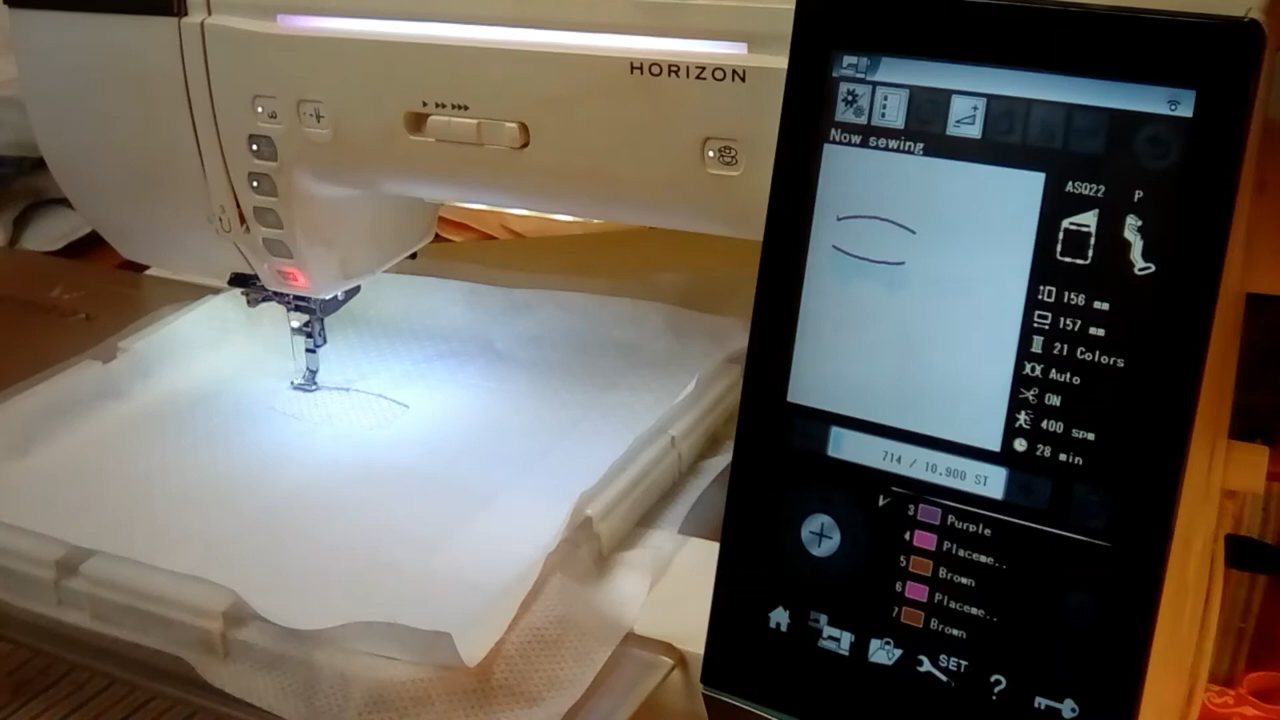 HORIZON
Now sewing
ASQ22 P
156 mm
157 mm
21 Colors
Auto
ON
400 spm
28 min
714 / 10.900 ST
3 Purple
4 Placeme..
5 Brown
6 Placeme..
7 Brown
SET
?